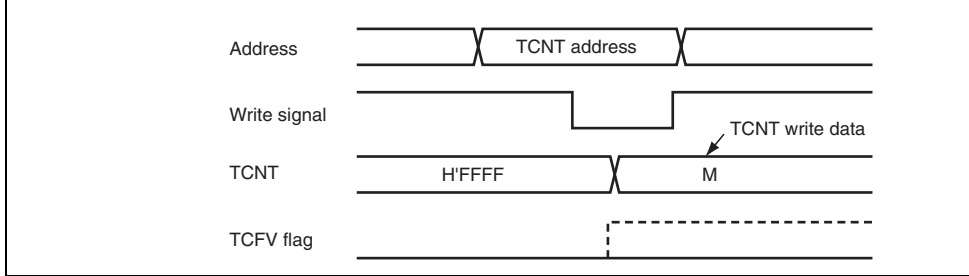 Address
TCNT address
Write signal
TCNT write data
TCNT
H'FFFF
M
TCFV flag